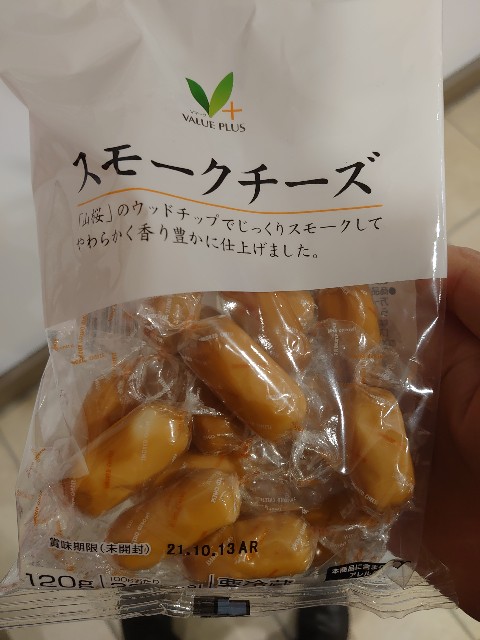 VALUE PLUS
スモークチーズ
「山桜」のウッドチップでじっくりスモークして
やわらかく香り豊かに仕上げました。
賞味期限(未開封) 21.10.13AR
120g